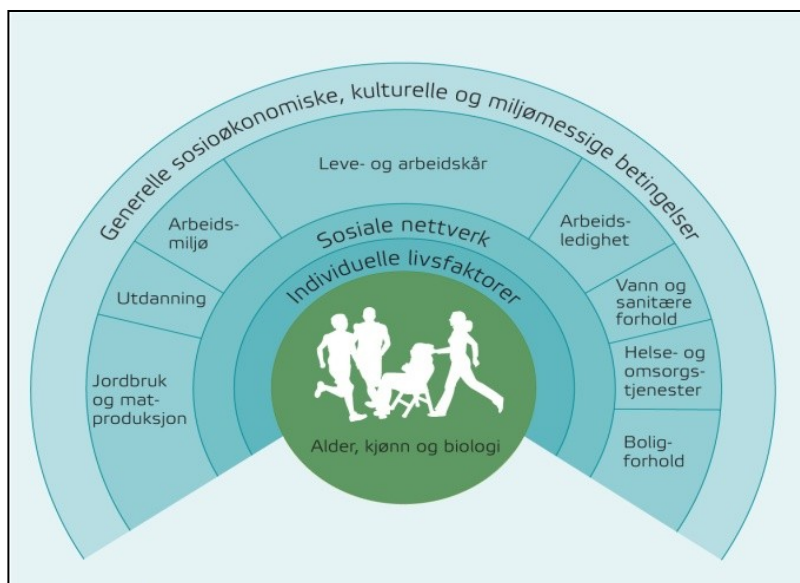 Generelle sosioøkonomiske, kulturelle og miljømessige betingelser
Leve- og arbeidskår
Arbeids-
miljø
Utdanning
Jordbruk
og mat-
produksjon
Arbeids-
ledighet
Vann og
sanitære
forhold
Helse- og
omsorgs-
tjenester
Bolig-
forhold
Sosiale nettverk
Individuelle livsfaktorer
Alder, kjønn og biologi